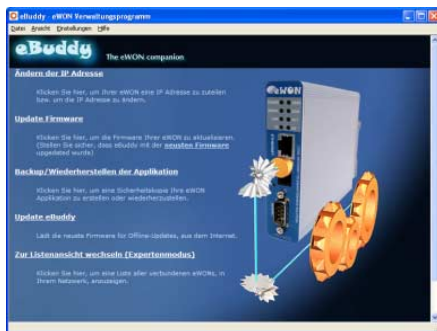 eBuddy - eWON Verwaltungsprogramm
Datei Ansicht Einstellungen Hilfe
eBuddy
The eWON companion
Ändern der IP Adresse
Klicken Sie hier, um Ihrer eWON eine IP Adresse zu zuteilen
bzw. um die IP Adresse zu ändern.
Update Firmware
Klicken Sie hier, um die Firmware Ihrer eWON zu aktualisieren.
(Stellen Sie sicher, dass eBuddy mit der neusten Firmware
upgedated wurde)
Backup/Wiederherstellen der Applikation
Klicken Sie hier, um eine Sicherheitskopie Ihre eWON
Applikation zu erstellen oder wiederherzustellen.
Update eBuddy
Lädt die neuste Firmware für Offline-Updates, aus dem Internet.
Zur Listenansicht wechseln (Expertenmodus)
Klicken Sie hier, um eine Liste aller verbundenen eWONs, in
Ihrem Netzwerk, anzuzeigen.
eWON